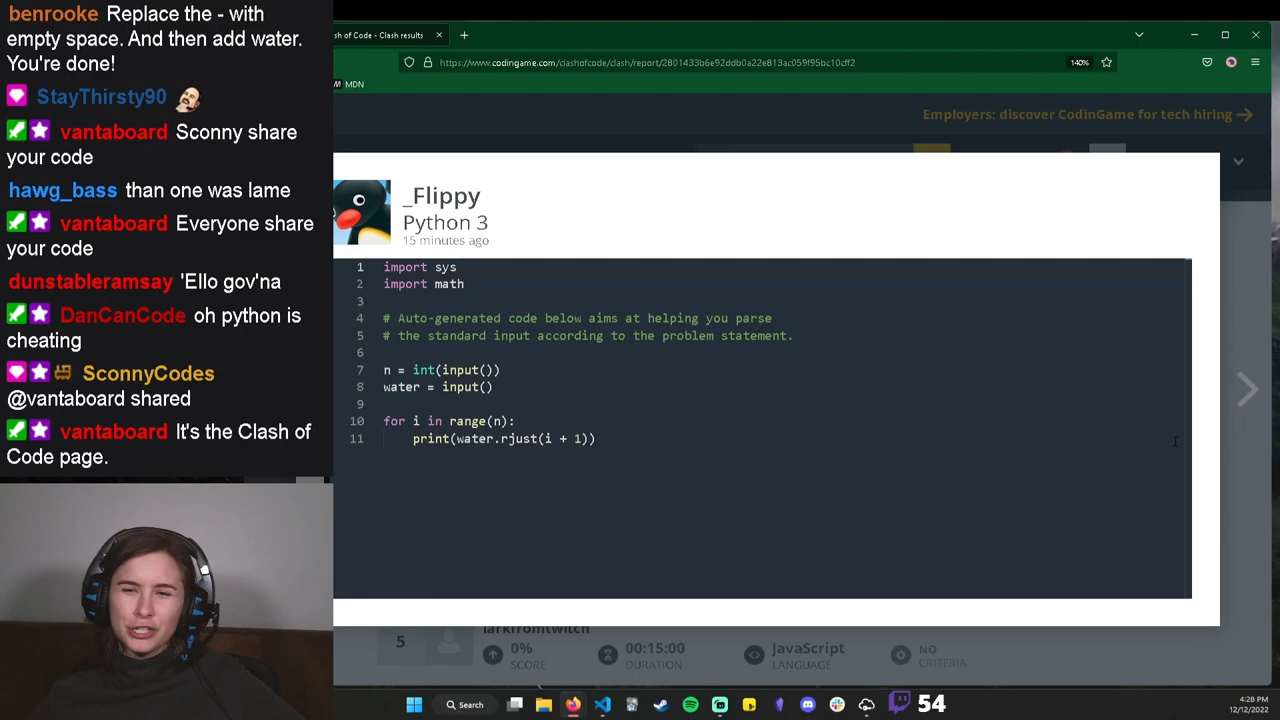 benrooke Replace the - with
empty space. And then add water.
You're done!
StayThirsty90
vantaboard Sconny share
your code
hawg_bass than one was lame
vantaboard Everyone share
your code
dunstableramsay 'Ello gov'na
DanCanCode oh python is
cheating
SconnyCodes
@vantaboard shared
vantaboard It's the Clash of
Code page.
sh of Code - Clash results
https://www.codingame.com/clashofcode/clash/report/2801433b6e92ddb0a22e813ac059f95bc10cff2
140%
MDN
Employers: discover CodinGame for tech hiring
_Flippy
Python 3
15 minutes ago
1 import sys
2 import math
3
4 # Auto-generated code below aims at helping you parse
5 # the standard input according to the problem statement.
6
7 n = int(input())
8 water = input()
9
10 for i in range(n):
11 print(water.rjust(i + 1))
5
larkfromtwitch
0%
SCORE
00:15:00
DURATION
JavaScript
LANGUAGE
NO
CRITERIA
Search
54
4:28 PM
12/12/2022